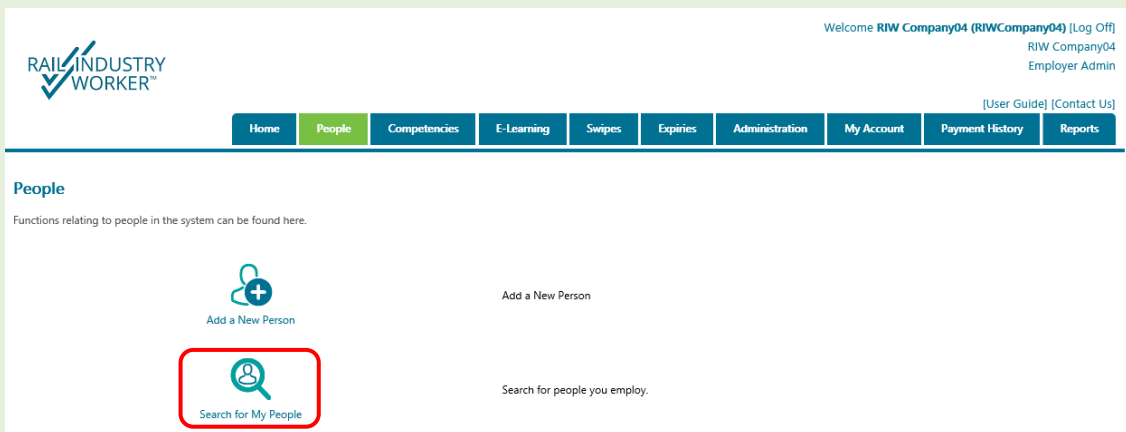 Welcome RIW Company04 (RIWCompany04) [Log Off]
RIW Company04
Employer Admin
RAIL INDUSTRY
WORKER™
[User Guide] [Contact Us]
Home People Competencies E-Learning Swipes Expiries Administration My Account Payment History Reports
People
Functions relating to people in the system can be found here.
Add a New Person
Add a New Person
Search for people you employ.
Search for My People